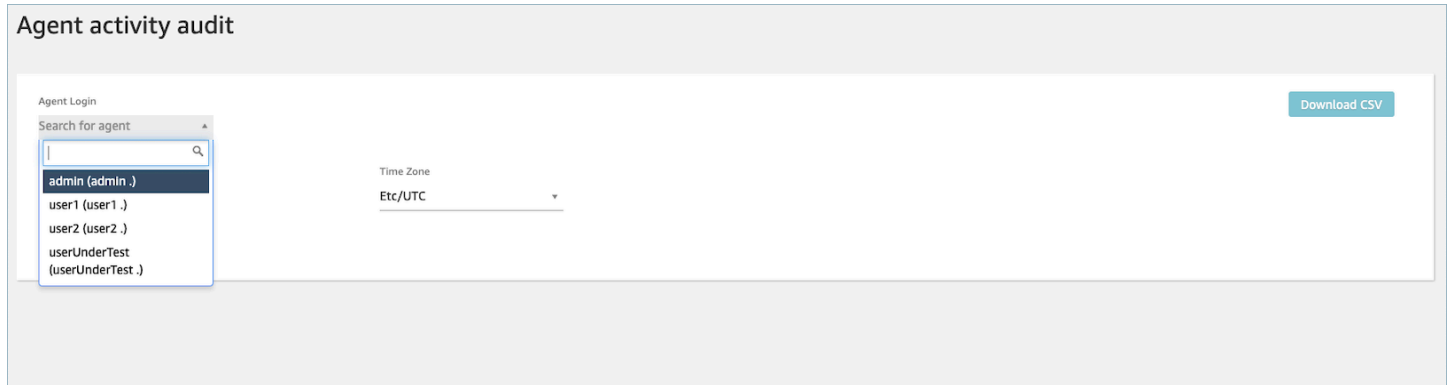 Agent activity audit
Agent Login
Download CSV
Search for agent
admin (admin .)
user1 (user1 .)
user2 (user2 .)
userUnderTest
(userUnderTest .)
Time Zone
Etc/UTC